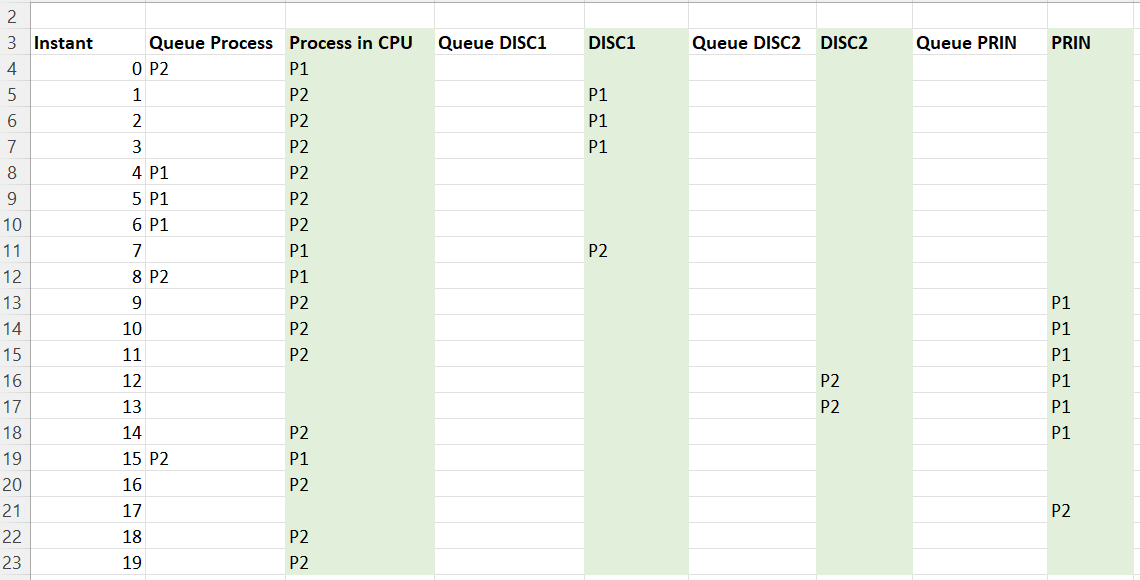 2
3 Instant Queue Process Process in CPU Queue DISC1 DISC1 Queue DISC2 DISC2 Queue PRIN PRIN
4 0 P2 P1
5 1 P2 P1
6 2 P2 P1
7 3 P2 P1
8 4 P1 P2
9 5 P1 P2
10 6 P1 P2
11 7 P1 P2
12 8 P2 P1
13 9 P2 P1
14 10 P2 P1
15 11 P2 P1
16 12 P2 P1
17 13 P2 P1
18 14 P2 P1
19 15 P2 P1
20 16 P2
21 17 P2
22 18 P2
23 19 P2